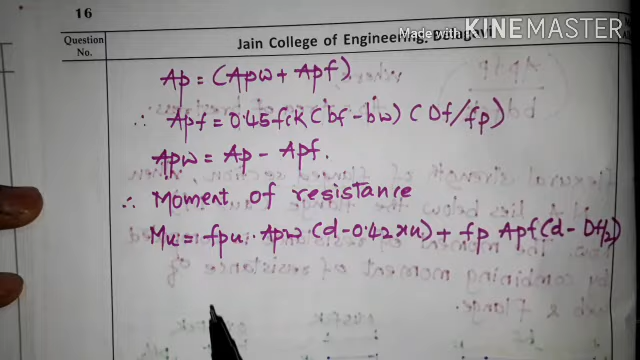 Made with KINEMASTER
16
Question No.
Jain College of Engineering,
Ap = (Apw + Apf)
∴ Apf = 0.45fck (bf - bw) (Df/fp)
Apw = Ap - Apf.
∴ Moment of resistance
Mu = fpu . Apw (d - 0.42xu) + fp Apf (d - Df/2)